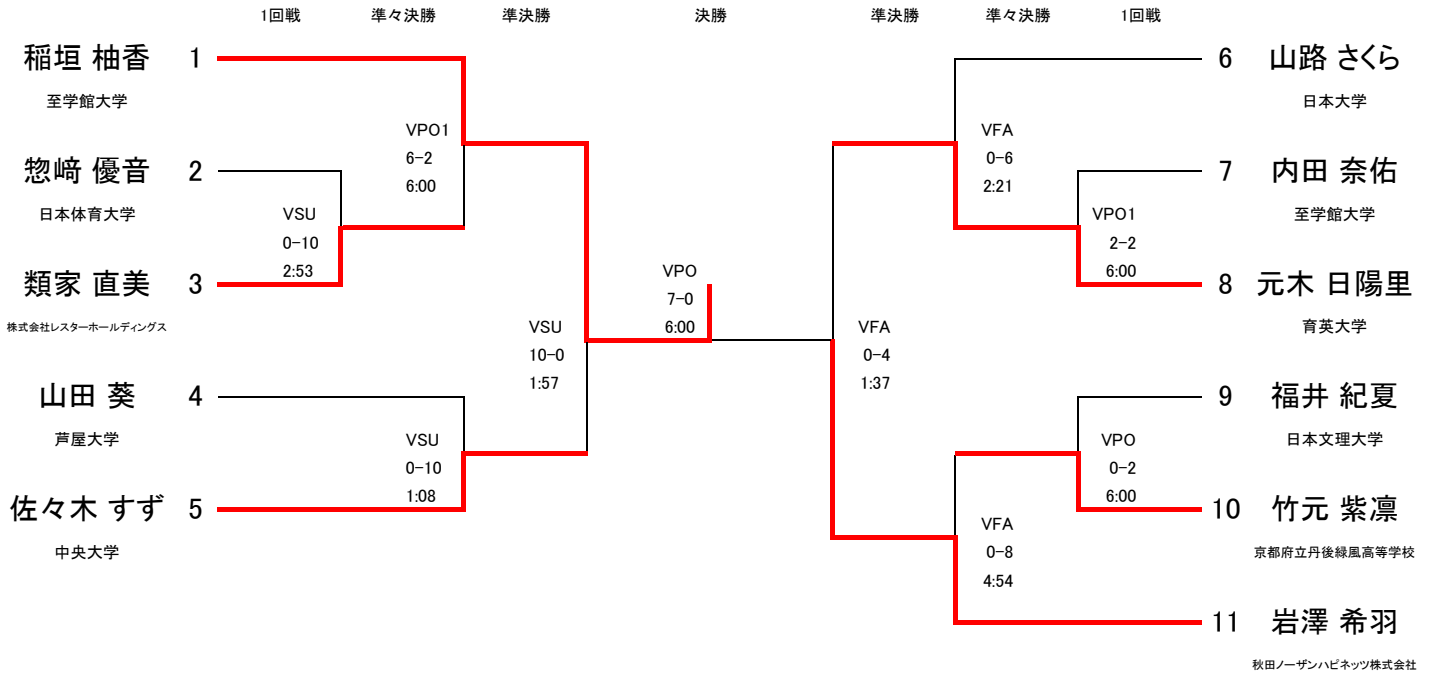 1回戦 準々決勝 準決勝 決勝 準決勝 準々決勝 1回戦
稲垣 柚香 1
至学館大学
惣﨑 優音 2
日本体育大学
類家 直美 3
株式会社レスターホールディングス
山田 葵 4
芦屋大学
佐々木 すず 5
中央大学
VSU
0-10
2:53
VPO1
6-2
6:00
VSU
0-10
1:08
VSU
10-0
1:57
VPO
7-0
6:00
VFA
0-4
1:37
VFA
0-6
2:21
VFA
0-8
4:54
VPO1
2-2
6:00
VPO
0-2
6:00
6 山路 さくら
日本大学
7 内田 奈佑
至学館大学
8 元木 日陽里
育英大学
9 福井 紀夏
日本文理大学
10 竹元 紫凛
京都府立丹後緑風高等学校
11 岩澤 希羽
秋田ノーザンハピネッツ株式会社